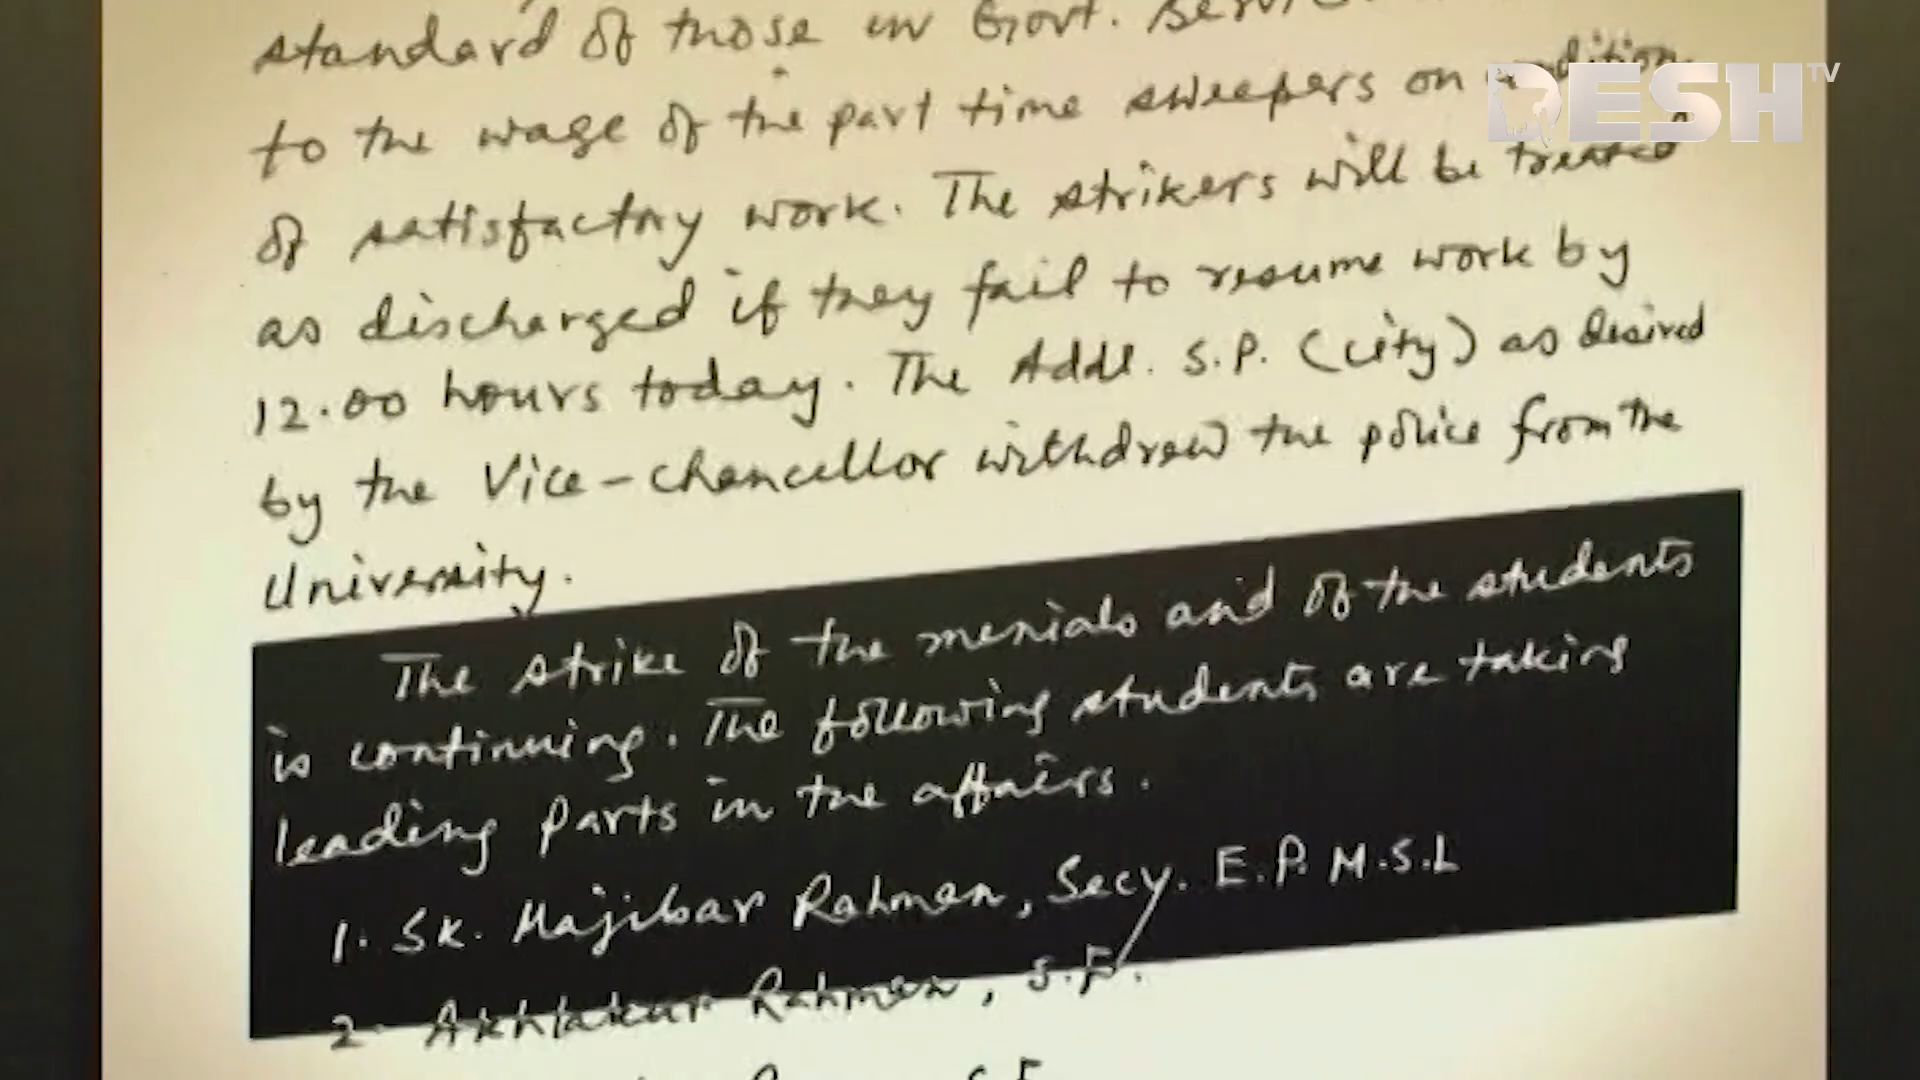 standard of those in Govt.
to the wage of the part time sweepers on condition
of satisfactory work. The strikers will be treated
as discharged if they fail to resume work by
12.00 hours today. The Addl. S.P. (city) as desired
by the Vice-chancellor withdrew the police from the
University.
The strike of the menials and of the students
is continuing. The following students are taking
leading parts in the affairs.
1. Sk. Majibar Rahman, Secy. E.P.M.S.L
2. Akhlakur Rahman, S.F.
DESH TV